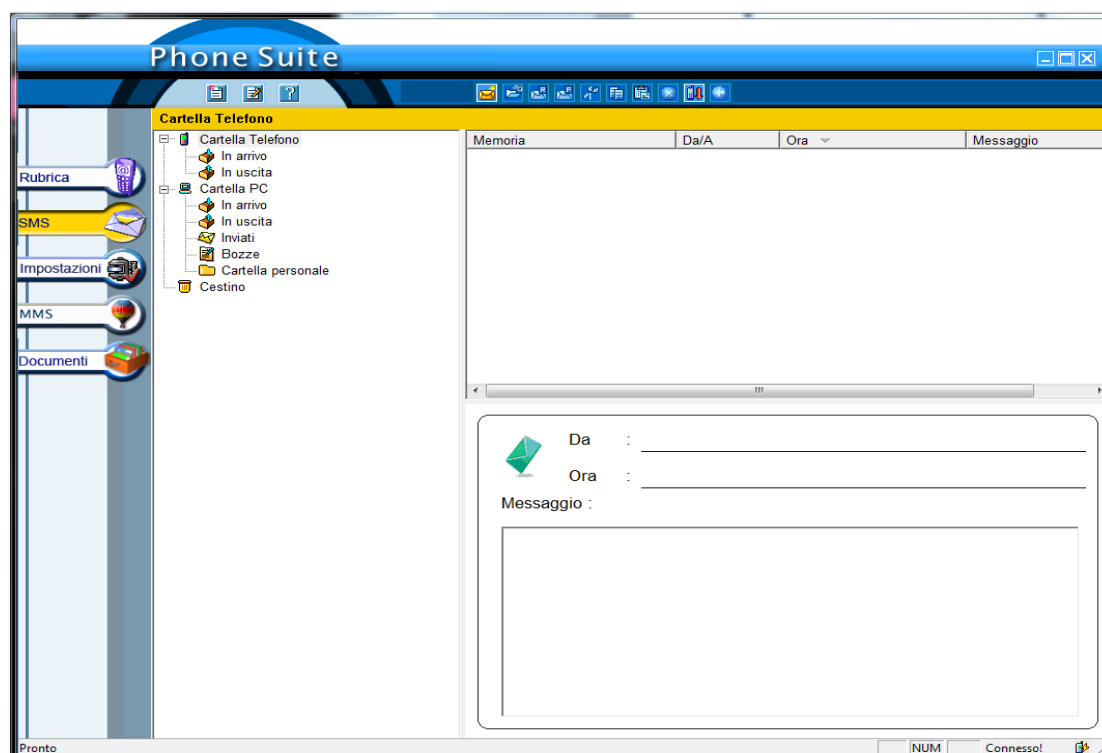 Phone Suite
Cartella Telefono
Rubrica
SMS
Impostazioni
MMS
Documenti
Cartella Telefono
In arrivo
In uscita
Cartella PC
In arrivo
In uscita
Inviati
Bozze
Cartella personale
Cestino
Memoria Da/A Ora Messaggio
Da :
Ora :
Messaggio :
Pronto NUM Connesso!